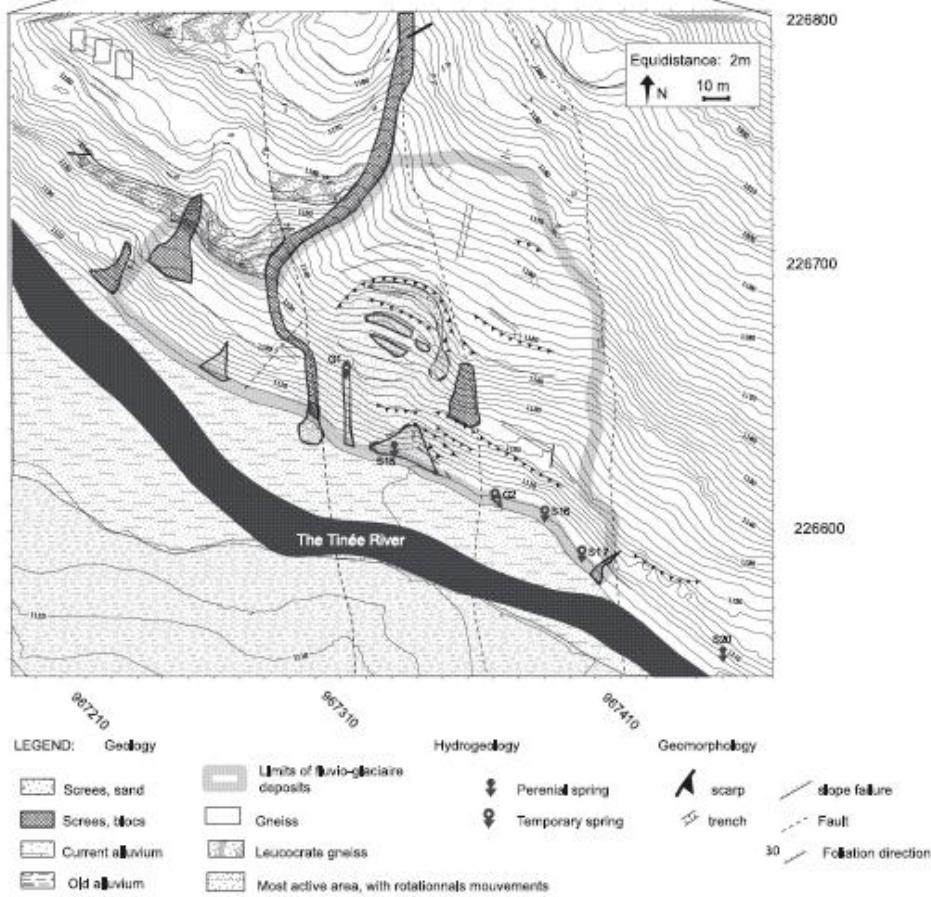 226800
Equidistance: 2m
N
10 m
226700
G1
S15
G2
S16
226600
S17
The Tinée River
S20
967210
967310
967410
LEGEND: Geology
Hydrogeology
Geomorphology
Screes, sand
Limits of fluvio-glaciaire deposits
Perenial spring
scarp
slope failure
Screes, blocs
Gneiss
Temporary spring
trench
Fault
Current alluvium
Leucocrate gneiss
30
Foliation direction
Old alluvium
Most active area, with rotationnals mouvements